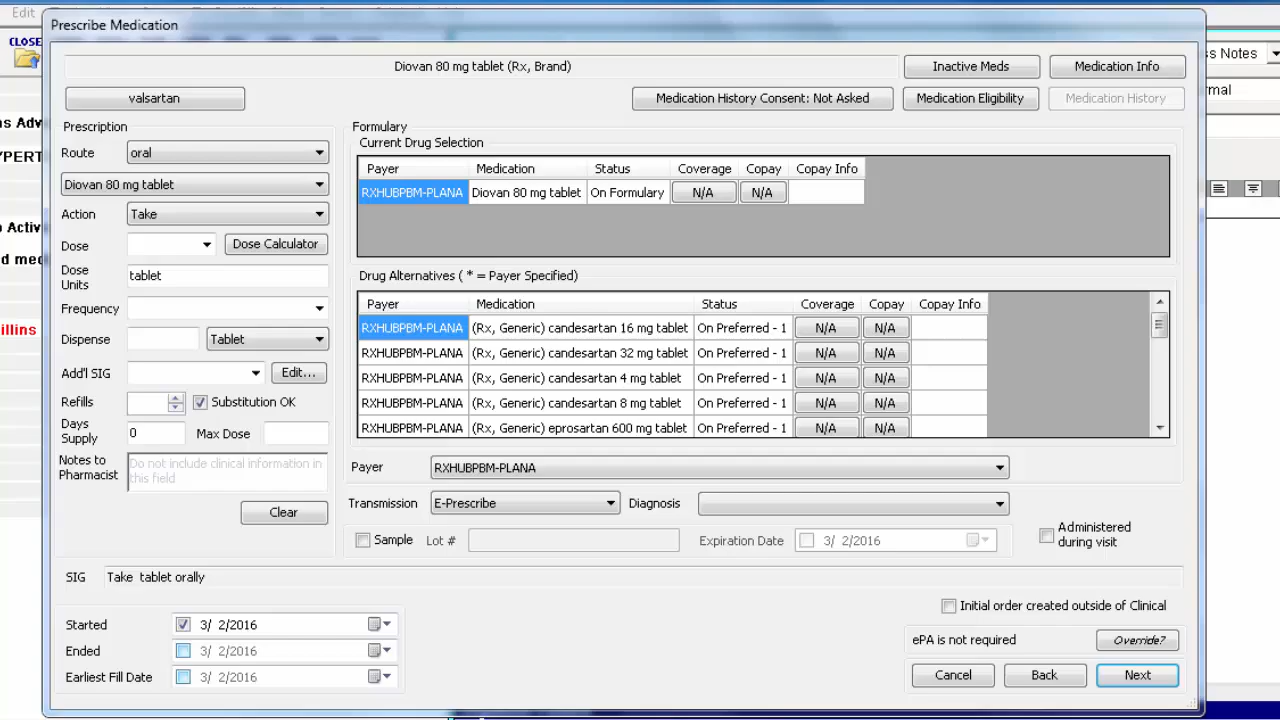 Edit
Prescribe Medication
CLOSE
Diovan 80 mg tablet (Rx, Brand)
Inactive Meds
Medication Info
ss Notes
valsartan
Medication History Consent: Not Asked
Medication Eligibility
Medication History
rmal
ns Adv
Prescription
Formulary
Current Drug Selection
YPERT
Route
oral
Payer Medication Status Coverage Copay Copay Info
Diovan 80 mg tablet
RXHUBPBM-PLANA Diovan 80 mg tablet On Formulary N/A N/A
Action
Take
o Activ
Dose
Dose Calculator
d med
Dose
Units
tablet
Drug Alternatives ( * = Payer Specified)
Frequency
Payer Medication Status Coverage Copay Copay Info
llins
RXHUBPBM-PLANA (Rx, Generic) candesartan 16 mg tablet On Preferred - 1 N/A N/A
Dispense
Tablet
RXHUBPBM-PLANA (Rx, Generic) candesartan 32 mg tablet On Preferred - 1 N/A N/A
Add'l SIG
Edit...
RXHUBPBM-PLANA (Rx, Generic) candesartan 4 mg tablet On Preferred - 1 N/A N/A
Refills
Substitution OK
RXHUBPBM-PLANA (Rx, Generic) candesartan 8 mg tablet On Preferred - 1 N/A N/A
Days
Supply
0
Max Dose
RXHUBPBM-PLANA (Rx, Generic) eprosartan 600 mg tablet On Preferred - 1 N/A N/A
Notes to
Pharmacist
Do not include clinical information in
this field
Payer
RXHUBPBM-PLANA
Clear
Transmission
E-Prescribe
Diagnosis
Sample
Lot #
Expiration Date
3/ 2/2016
Administered
during visit
SIG
Take tablet orally
Initial order created outside of Clinical
Started
3/ 2/2016
ePA is not required
Override?
Ended
3/ 2/2016
Earliest Fill Date
3/ 2/2016
Cancel
Back
Next